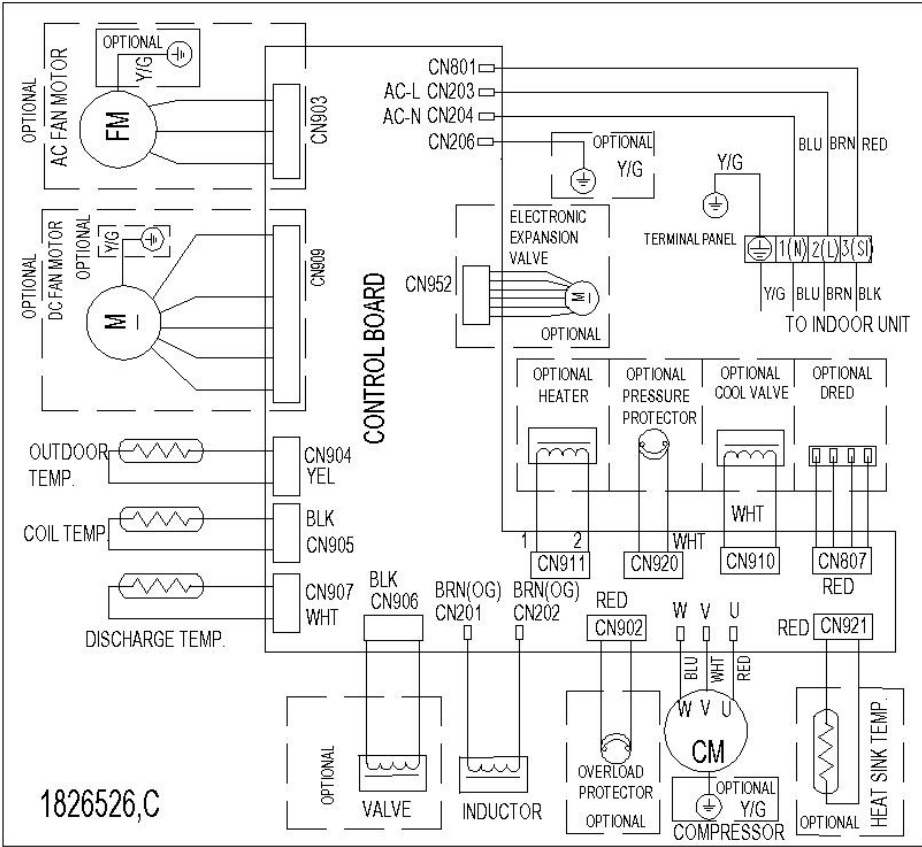 OPTIONAL
Y/G
OPTIONAL
AC FAN MOTOR
FM
CN903
CN801
AC-L CN203
AC-N CN204
CN206
OPTIONAL
Y/G
BLU BRN RED
Y/G
TERMINAL PANEL
1(N) 2(L) 3(SI)
Y/G BLU BRN BLK
TO INDOOR UNIT
OPTIONAL
DC FAN MOTOR
OPTIONAL
Y/G
M
CN909
ELECTRONIC
EXPANSION
VALVE
CN952
M
OPTIONAL
CONTROL BOARD
OPTIONAL
HEATER
OPTIONAL
PRESSURE
PROTECTOR
OPTIONAL
COOL VALVE
OPTIONAL
DRED
OUTDOOR
TEMP.
CN904
YEL
COIL TEMP.
BLK
CN905
DISCHARGE TEMP.
CN907
WHT
1 2
CN911
WHT
CN920
WHT
CN910
CN807
RED
BLK
CN906
BRN(OG)
CN201
BRN(OG)
CN202
RED
CN902
W V U
BLU WHT RED
W V U
CM
RED CN921
OPTIONAL
VALVE
INDUCTOR
OVERLOAD
PROTECTOR
OPTIONAL
OPTIONAL
Y/G
COMPRESSOR
HEAT SINK TEMP.
OPTIONAL
1826526,C